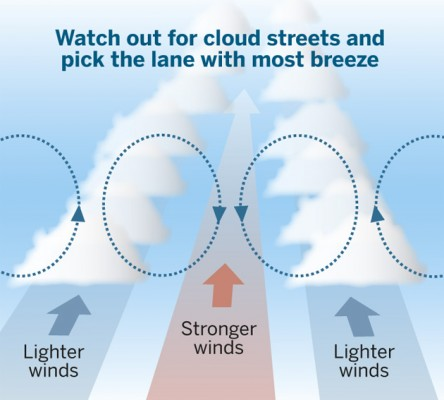 Watch out for cloud streets and
pick the lane with most breeze
Stronger
winds
Lighter
winds
Lighter
winds